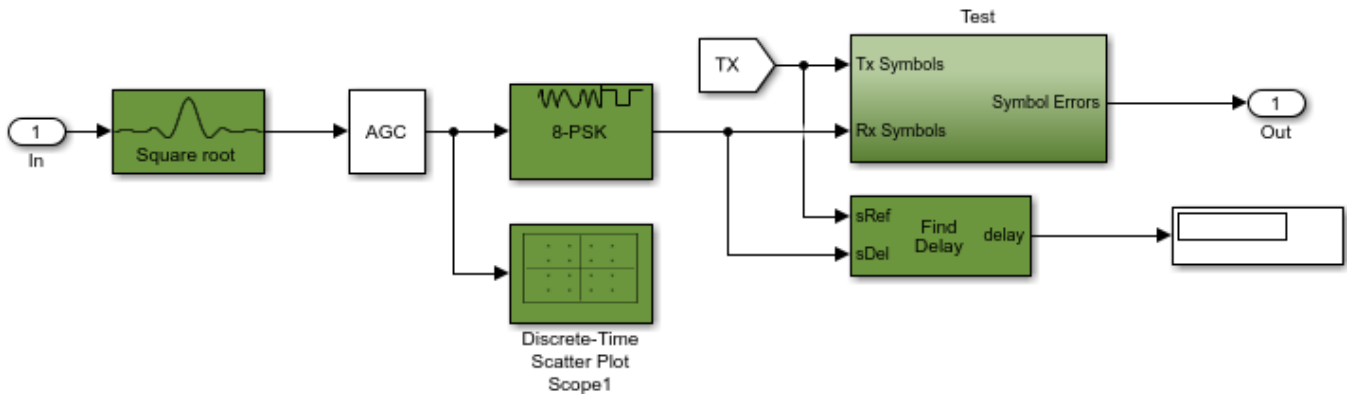 Test
TX
Tx Symbols
1
Symbol Errors
1
AGC
8-PSK
Rx Symbols
Square root
In
Out
sRef
Find
delay
Delay
sDel
Discrete-Time
Scatter Plot
Scope1